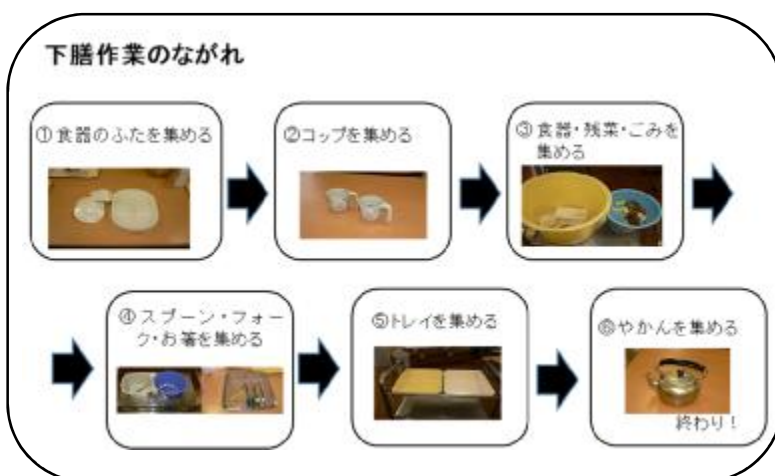 下膳作業のながれ
①食器のふたを集める
②コップを集める
③食器・残菜・ごみを
集める
④スプーン・フォー
ク・お箸を集める
⑤トレイを集める
⑥やかんを集める
終わり！